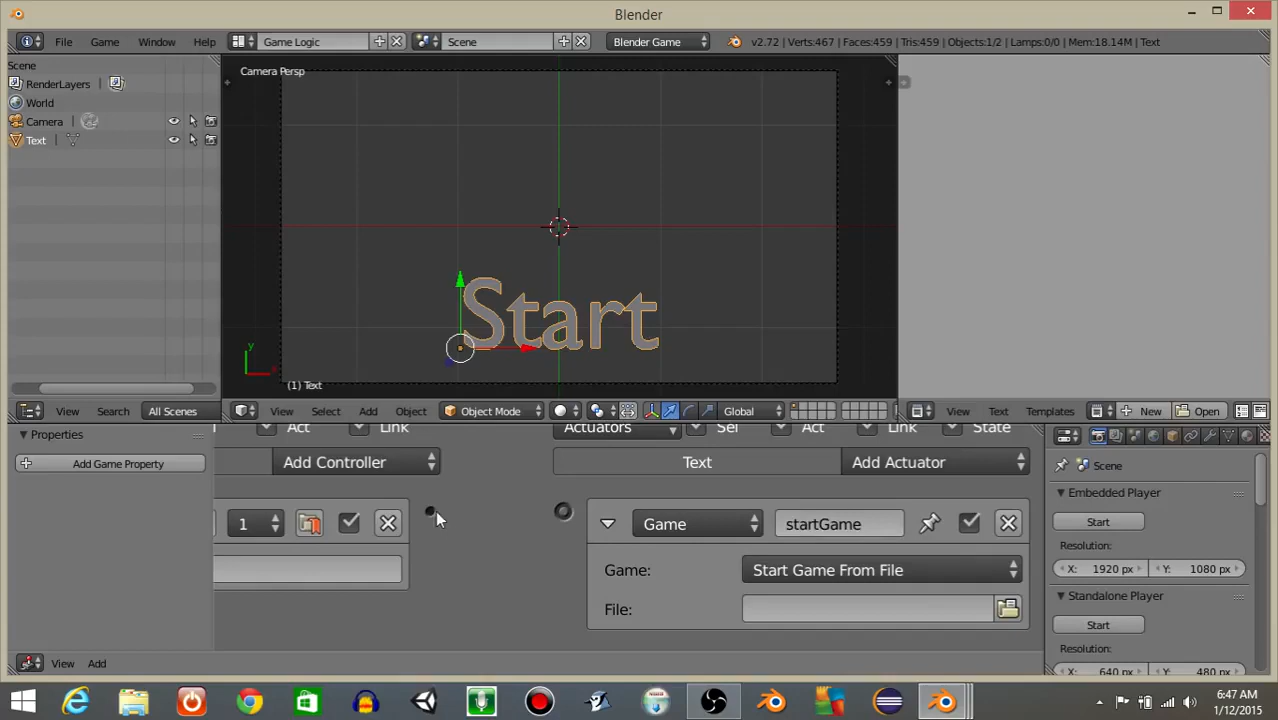 Blender
File Game Window Help Game Logic Scene Blender Game v2.72 | Verts:467 | Faces:459 | Tris:459 | Objects:1/2 | Lamps:0/0 | Mem:18.14M | Text
Scene
RenderLayers
World
Camera
Text
Camera Persp
Start
y
x
(1) Text
View Search All Scenes
View Select Add Object Object Mode Global
View Text Templates New Open
Properties
Add Game Property
Act Link
Add Controller
1
Actuators Sel Act Link State
Text Add Actuator
Game startGame
Game: Start Game From File
File:
Scene
Embedded Player
Start
Resolution:
X: 1920 px Y: 1080 px
Standalone Player
Start
Resolution:
X: 640 px Y: 480 px
View Add
6:47 AM
1/12/2015